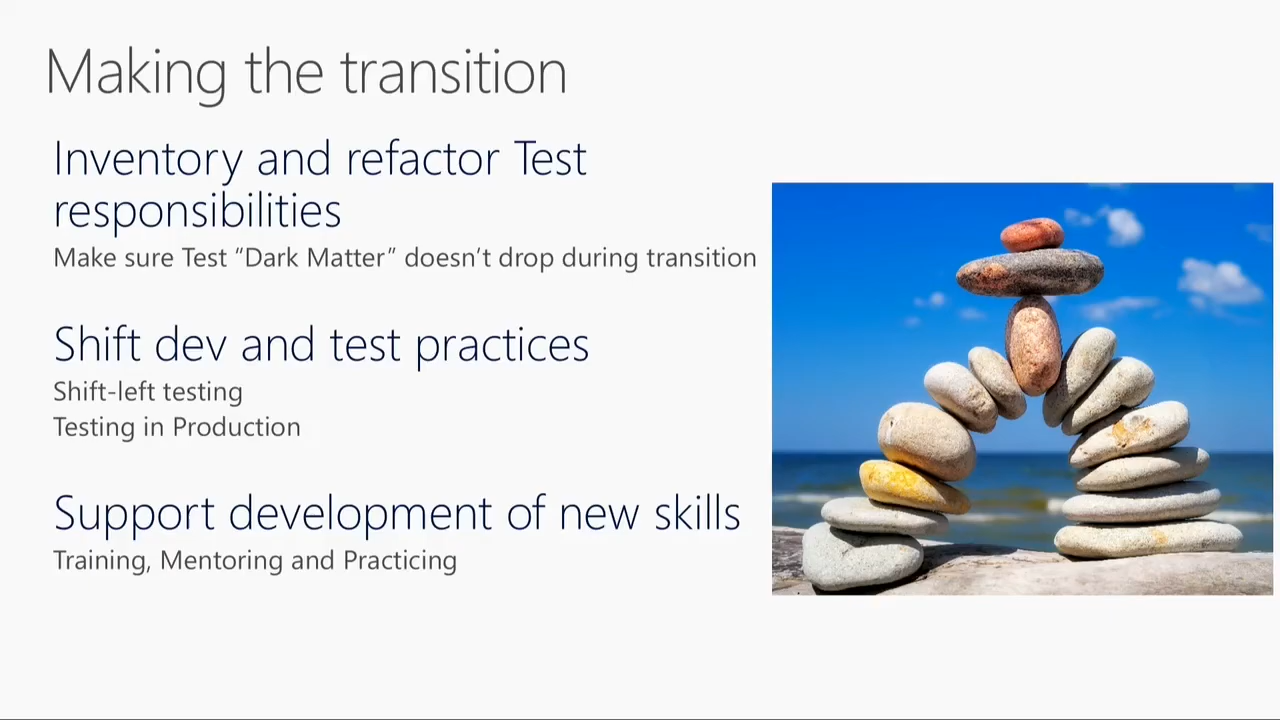 Making the transition
Inventory and refactor Test
responsibilities
Make sure Test “Dark Matter” doesn’t drop during transition
Shift dev and test practices
Shift-left testing
Testing in Production
Support development of new skills
Training, Mentoring and Practicing